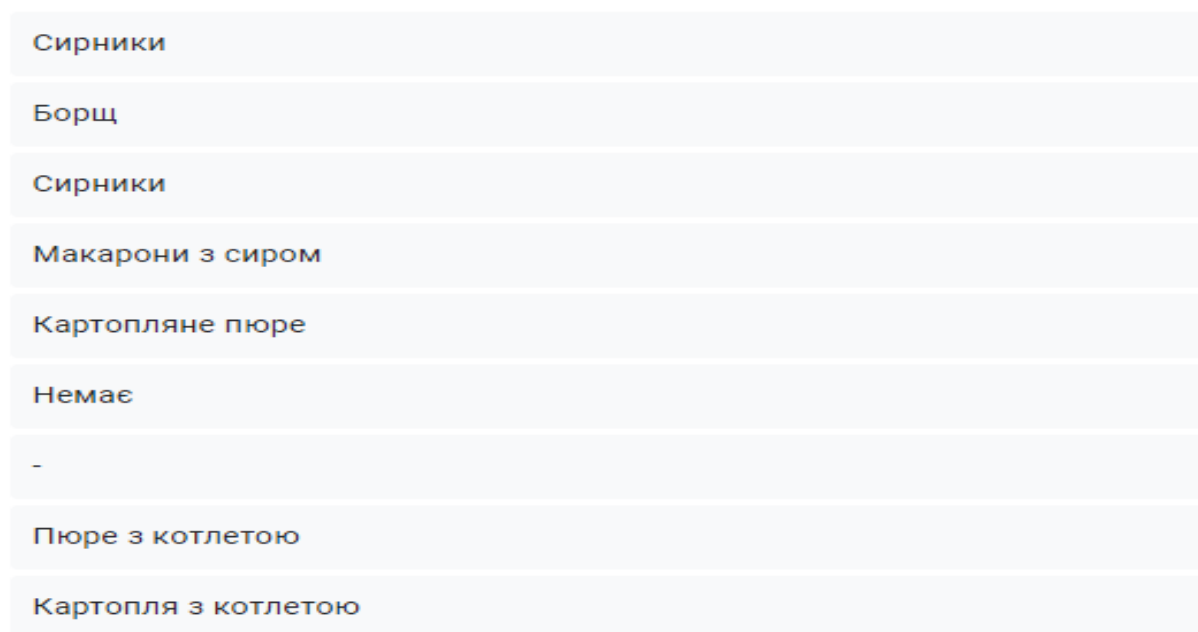 Сирники
Борщ
Сирники
Макарони з сиром
Картопляне пюре
Немає
-
Пюре з котлетою
Картопля з котлетою